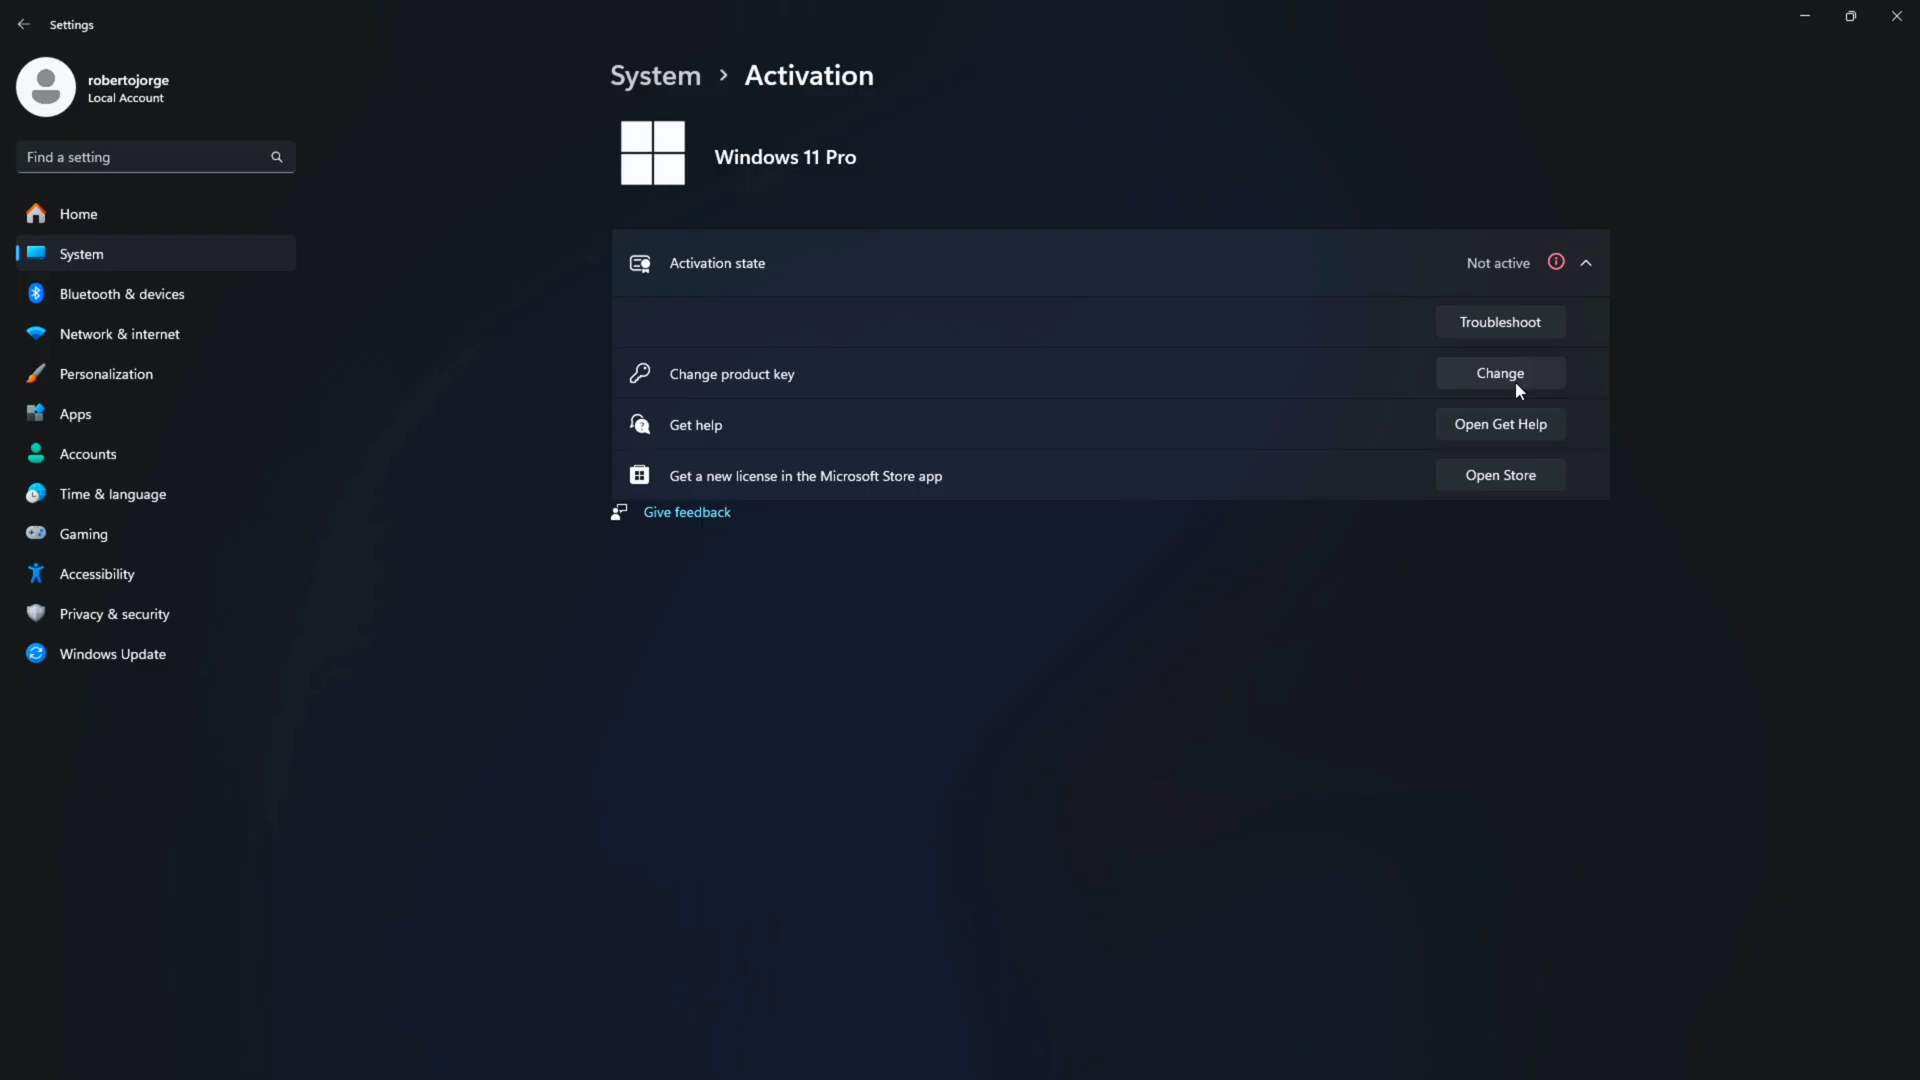 Settings
robertojorge
Local Account
Find a setting
Home
System
Bluetooth & devices
Network & internet
Personalization
Apps
Accounts
Time & language
Gaming
Accessibility
Privacy & security
Windows Update
System > Activation
Windows 11 Pro
Activation state Not active
Troubleshoot
Change product key Change
Get help Open Get Help
Get a new license in the Microsoft Store app Open Store
Give feedback